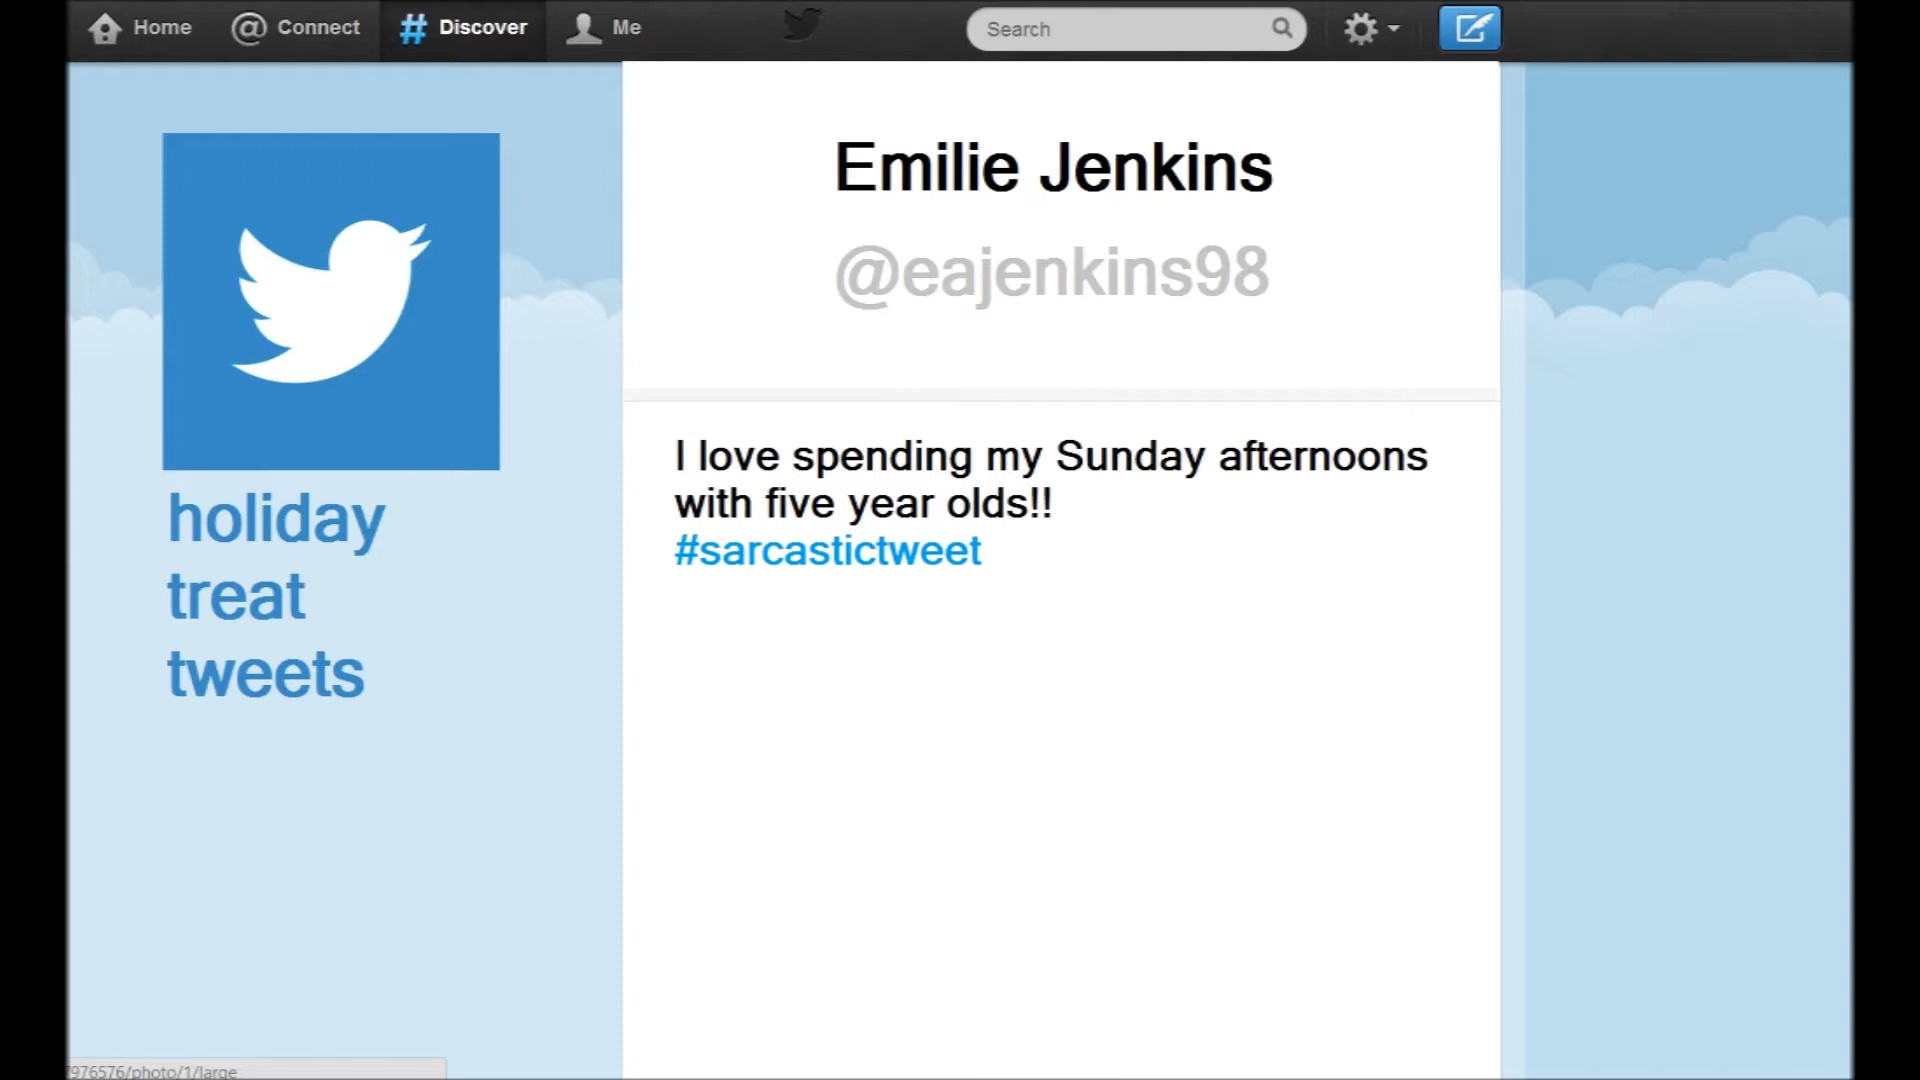 Home Connect # Discover Me Search
Emilie Jenkins
@eajenkins98
I love spending my Sunday afternoons
with five year olds!!
#sarcastictweet
holiday
treat
tweets
976576/photo/1/large